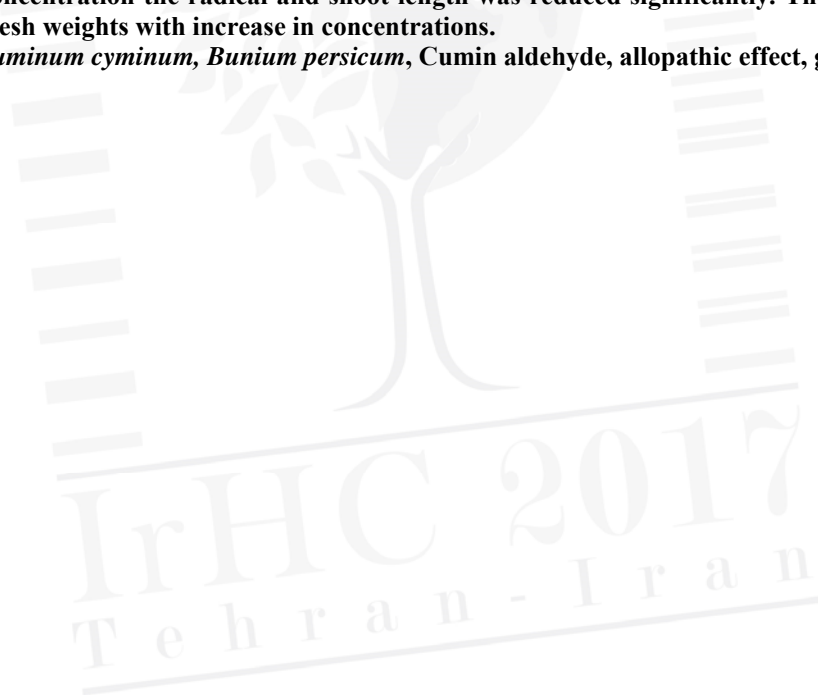 oncentration the radical and shoot length was reduced significantly. Th
esh weights with increase in concentrations.
uminum cyminum, Bunium persicum, Cumin aldehyde, allopathic effect, g
IrHC 2017
Tehran - Iran